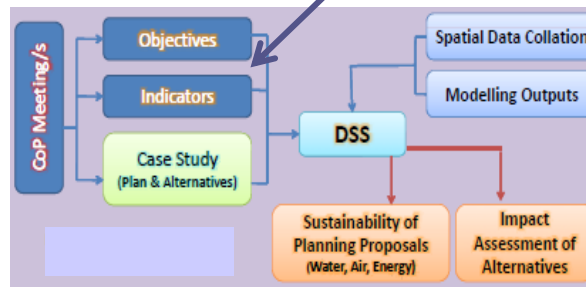 CoP Meeting/s
Objectives
Indicators
Case Study
(Plan & Alternatives)
DSS
Spatial Data Collation
Modelling Outputs
Sustainability of
Planning Proposals
(Water, Air, Energy)
Impact
Assessment of
Alternatives